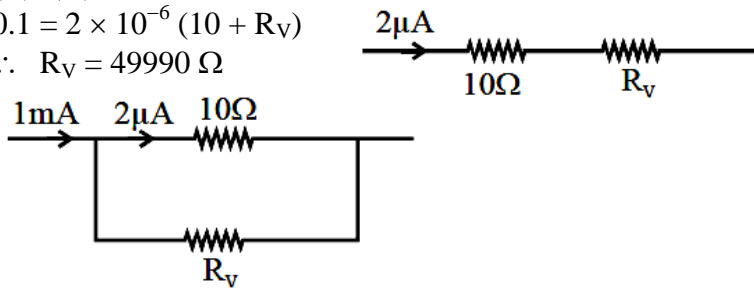 0.1 = 2 × 10⁻⁶ (10 + R_V)
∴ R_V = 49990 Ω
2μA
10Ω R_V
1mA 2μA 10Ω
R_V